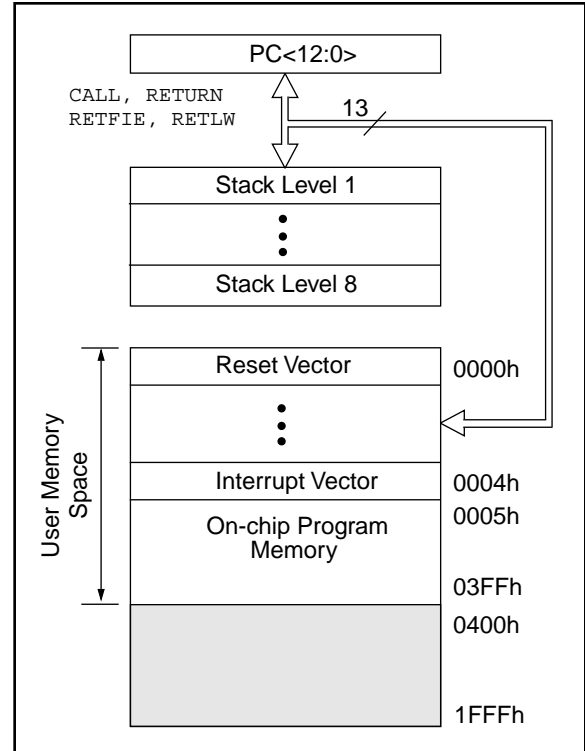 PC<12:0>
CALL, RETURN
RETFIE, RETLW
13
Stack Level 1
Stack Level 8
User Memory
Space
Reset Vector
0000h
Interrupt Vector
0004h
0005h
On-chip Program
Memory
03FFh
0400h
1FFFh